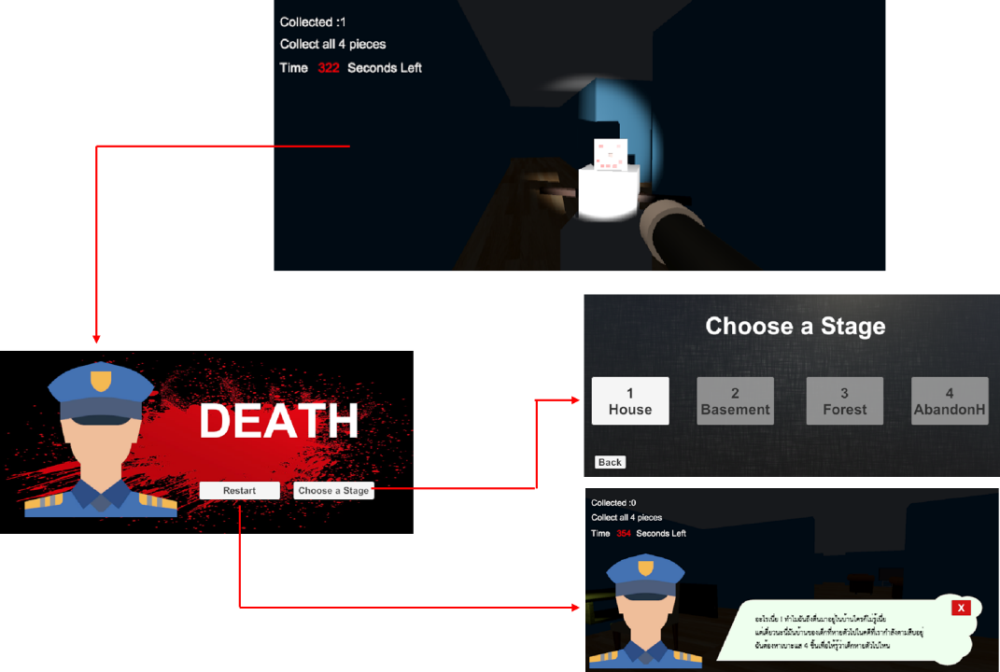 Collected :1
Collect all 4 pieces
Time 322 Seconds Left
DEATH
Restart
Choose a Stage
Choose a Stage
1
House
2
Basement
3
Forest
4
AbandonH
Back
Collected :0
Collect all 4 pieces
Time 354 Seconds Left
X
อะไรเนี่ย ! ทำไมฉันถึงตื่นมาอยู่ในบ้านใครก็ไม่รู้เนี่ย
แต่เดี๋ยวนะนี่มันบ้านของเด็กที่หายตัวไปในคดีที่เรากำลังตามสืบอยู่
ฉันต้องหาเบาะแส 4 ชิ้นเพื่อให้รู้ว่าเด็กหายตัวไปไหน